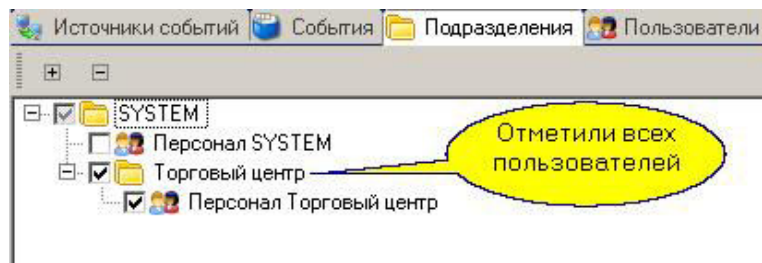 Источники событий События Подразделения Пользователи
SYSTEM
Персонал SYSTEM
Торговый центр
Персонал Торговый центр
Отметили всех
пользователей